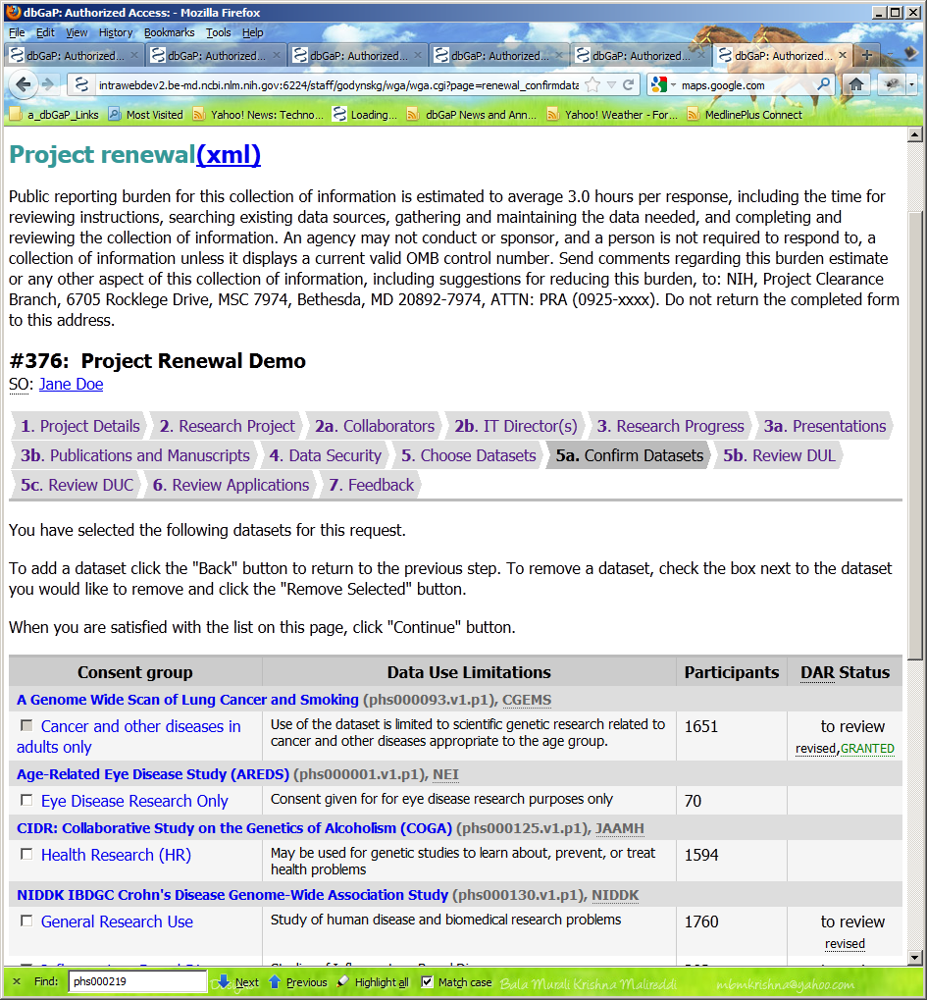 dbGaP: Authorized Access: - Mozilla Firefox
File Edit View History Bookmarks Tools Help
dbGaP: Authorized... dbGaP: Authorized... dbGaP: Authorized... dbGaP: Authorized... dbGaP: Authorized... dbGaP: Authorized...
intrawebdev2.be-md.ncbi.nlm.nih.gov:6224/staff/godynskg/wga/wga.cgi?page=renewal_confirmdata maps.google.com
a_dbGaP_Links Most Visited Yahoo! News: Techno... Loading... dbGaP News and Ann... Yahoo! Weather - For... MedlinePlus Connect
Project renewal(xml)
Public reporting burden for this collection of information is estimated to average 3.0 hours per response, including the time for
reviewing instructions, searching existing data sources, gathering and maintaining the data needed, and completing and
reviewing the collection of information. An agency may not conduct or sponsor, and a person is not required to respond to, a
collection of information unless it displays a current valid OMB control number. Send comments regarding this burden estimate
or any other aspect of this collection of information, including suggestions for reducing this burden, to: NIH, Project Clearance
Branch, 6705 Rocklege Drive, MSC 7974, Bethesda, MD 20892-7974, ATTN: PRA (0925-xxxx). Do not return the completed form
to this address.
#376: Project Renewal Demo
SO: Jane Doe
1. Project Details 2. Research Project 2a. Collaborators 2b. IT Director(s) 3. Research Progress 3a. Presentations
3b. Publications and Manuscripts 4. Data Security 5. Choose Datasets 5a. Confirm Datasets 5b. Review DUL
5c. Review DUC 6. Review Applications 7. Feedback
You have selected the following datasets for this request.
To add a dataset click the "Back" button to return to the previous step. To remove a dataset, check the box next to the dataset
you would like to remove and click the "Remove Selected" button.
When you are satisfied with the list on this page, click "Continue" button.
Consent group Data Use Limitations Participants DAR Status
A Genome Wide Scan of Lung Cancer and Smoking (phs000093.v1.p1), CGEMS
Cancer and other diseases in Use of the dataset is limited to scientific genetic research related to 1651 to review
adults only cancer and other diseases appropriate to the age group. revised,GRANTED
Age-Related Eye Disease Study (AREDS) (phs000001.v1.p1), NEI
Eye Disease Research Only Consent given for for eye disease research purposes only 70
CIDR: Collaborative Study on the Genetics of Alcoholism (COGA) (phs000125.v1.p1), JAAMH
Health Research (HR) May be used for genetic studies to learn about, prevent, or treat 1594
health problems
NIDDK IBDGC Crohn's Disease Genome-Wide Association Study (phs000130.v1.p1), NIDDK
General Research Use Study of human disease and biomedical research problems 1760 to review
revised
Find: phs000219 Next Previous Highlight all Match case Bala Murali Krishna Malireddi mbmkrishna@yahoo.com